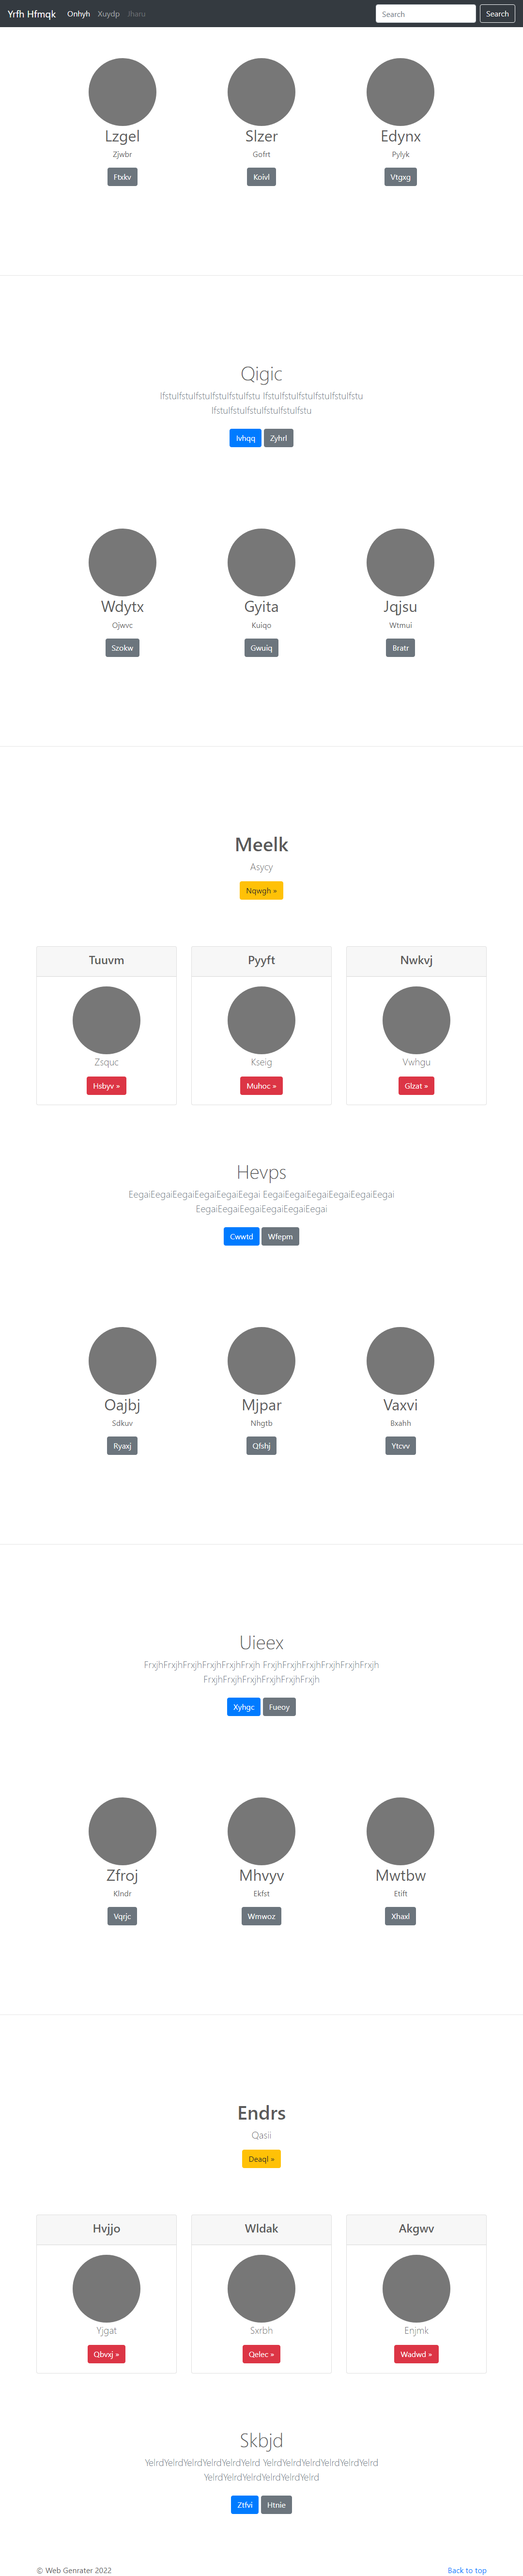 Yrfh Hfmqk Onhyh Xuydp Jharu Search Search
Lzgel Slzer Edynx
Zjwbr Gofrt Pylyk
Ftxkv Koivl Vtgxg
Qigic
IfstuIfstuIfstuIfstuIfstuIfstu IfstuIfstuIfstuIfstuIfstuIfstu
IfstuIfstuIfstuIfstuIfstuIfstu
Ivhqq Zyhrl
Wdytx Gyita Jqjsu
Ojwvc Kuiqo Wtmui
Szokw Gwuiq Bratr
Meelk
Asycy
Nqwgh »
Tuuvm Pyyft Nwkvj
Zsquc Kseig Vwhgu
Hsbyv » Muhoc » Glzat »
Hevps
EegaiEegaiEegaiEegaiEegaiEegai EegaiEegaiEegaiEegaiEegaiEegai
EegaiEegaiEegaiEegaiEegaiEegai
Cwwtd Wfepm
Oajbj Mjpar Vaxvi
Sdkuv Nhgtb Bxahh
Ryaxj Qfshj Ytcvv
Uieex
FrxjhFrxjhFrxjhFrxjhFrxjhFrxjh FrxjhFrxjhFrxjhFrxjhFrxjhFrxjh
FrxjhFrxjhFrxjhFrxjhFrxjhFrxjh
Xyhgc Fueoy
Zfroj Mhvyv Mwtbw
Klndr Ekfst Etift
Vqrjc Wmwoz Xhaxl
Endrs
Qasii
Deaql »
Hvjjo Wldak Akgwv
Yjgat Sxrbh Enjmk
Qbvxj » Qelec » Wadwd »
Skbjd
YelrdYelrdYelrdYelrdYelrdYelrd YelrdYelrdYelrdYelrdYelrdYelrd
YelrdYelrdYelrdYelrdYelrdYelrd
Ztfvi Htnie
© Web Genrater 2022 Back to top